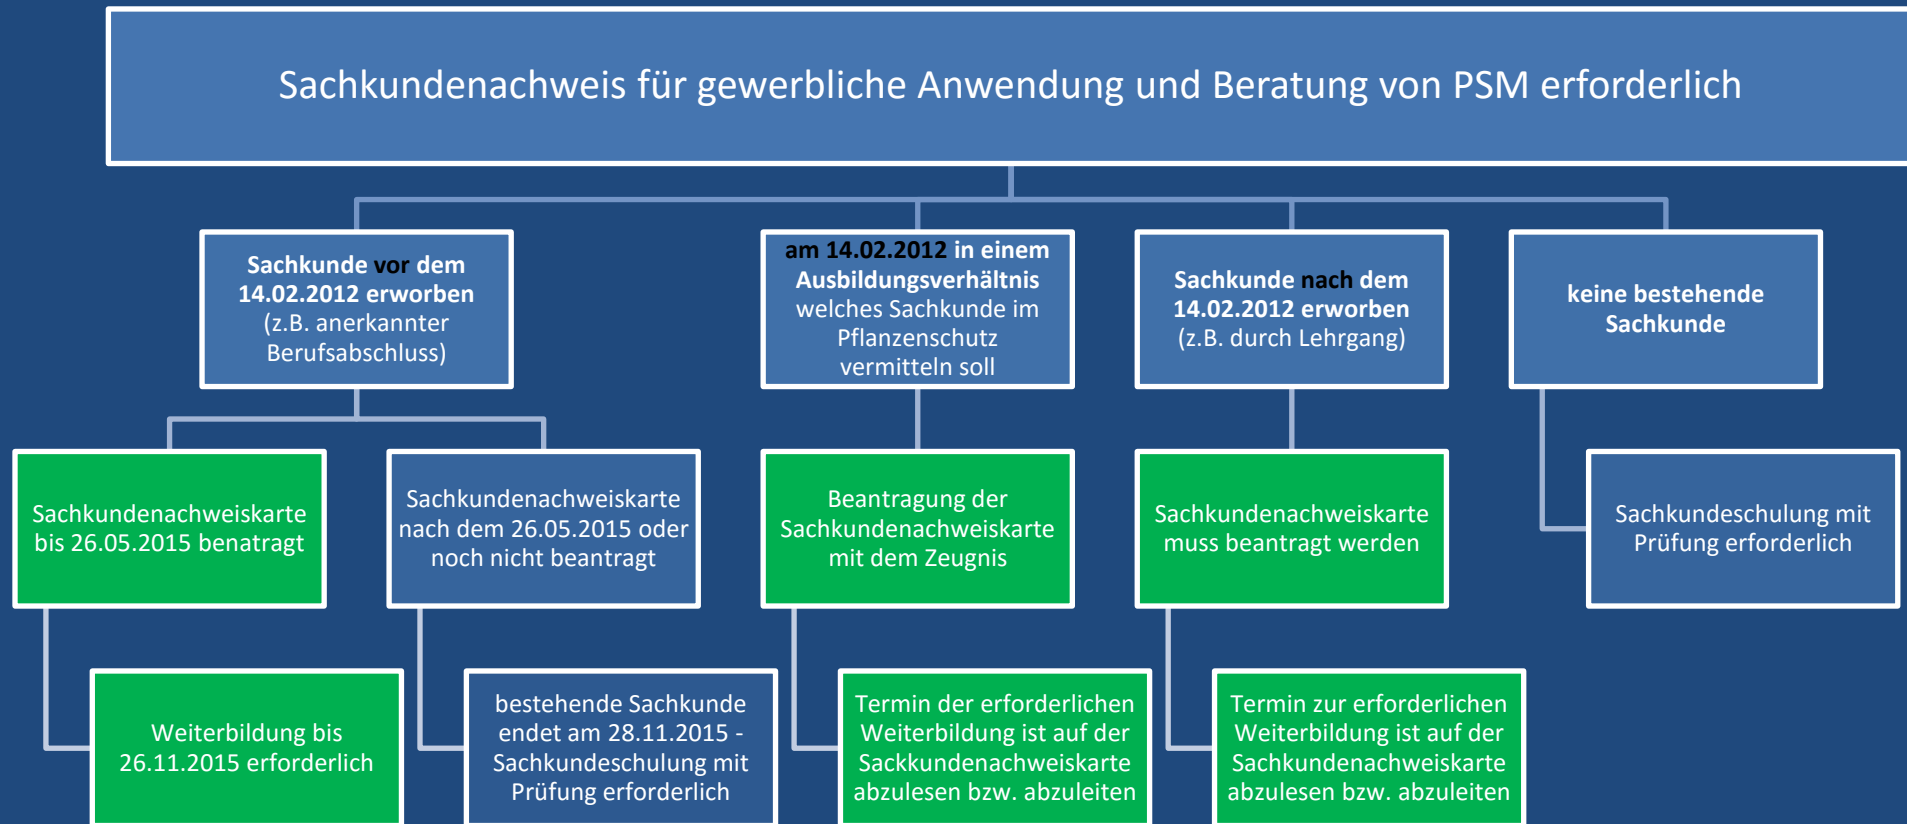 Sachkundenachweis für gewerbliche Anwendung und Beratung von PSM erforderlich
Sachkunde vor dem
14.02.2012 erworben
(z.B. anerkannter
Berufsabschluss)
am 14.02.2012 in einem
Ausbildungsverhältnis
welches Sachkunde im
Pflanzenschutz
vermitteln soll
Sachkunde nach dem
14.02.2012 erworben
(z.B. durch Lehrgang)
keine bestehende
Sachkunde
Sachkundenachweiskarte
bis 26.05.2015 benatragt
Sachkundenachweiskarte
nach dem 26.05.2015 oder
noch nicht beantragt
Beantragung der
Sachkundenachweiskarte
mit dem Zeugnis
Sachkundenachweiskarte
muss beantragt werden
Sachkundeschulung mit
Prüfung erforderlich
Weiterbildung bis
26.11.2015 erforderlich
bestehende Sachkunde
endet am 28.11.2015 -
Sachkundeschulung mit
Prüfung erforderlich
Termin der erforderlichen
Weiterbildung ist auf der
Sackkundenachweiskarte
abzulesen bzw. abzuleiten
Termin zur erforderlichen
Weiterbildung ist auf der
Sachkundenachweiskarte
abzulesen bzw. abzuleiten